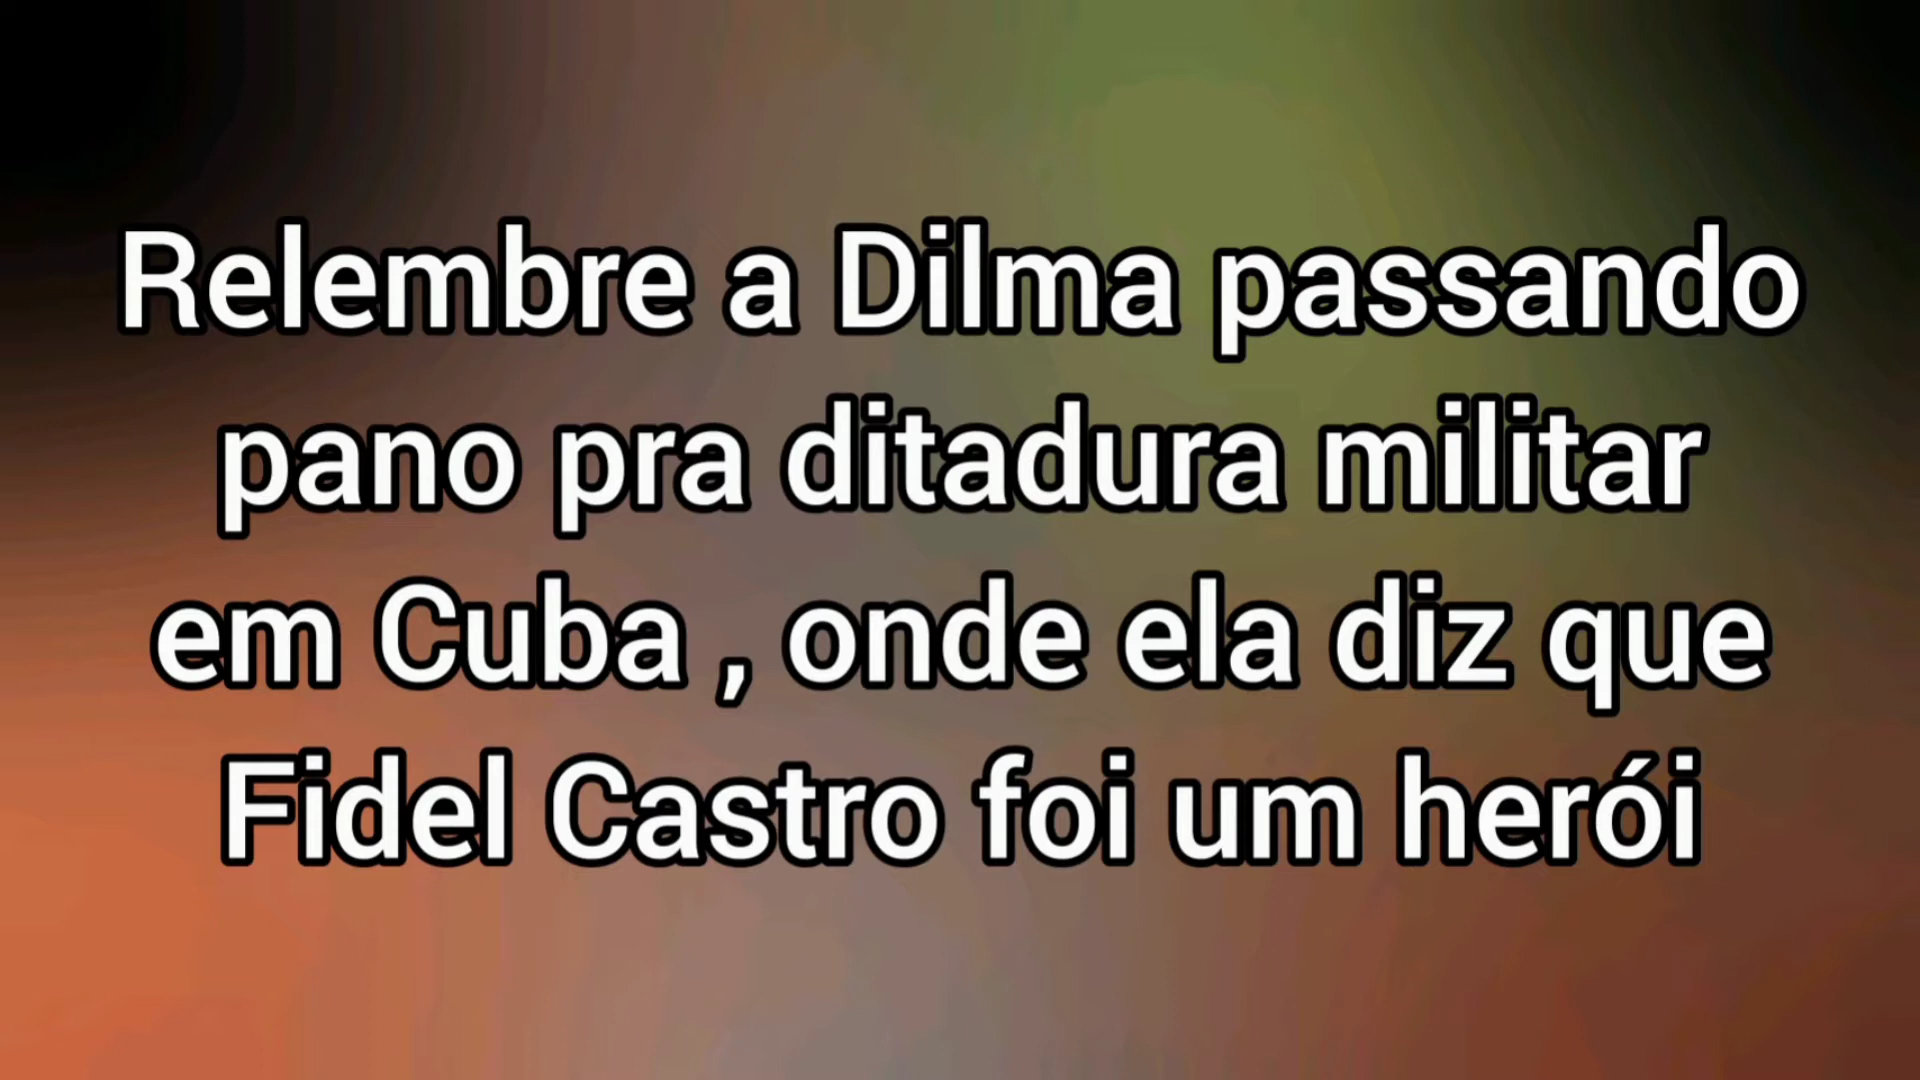 Relembre a Dilma passando
pano pra ditadura militar
em Cuba , onde ela diz que
Fidel Castro foi um herói